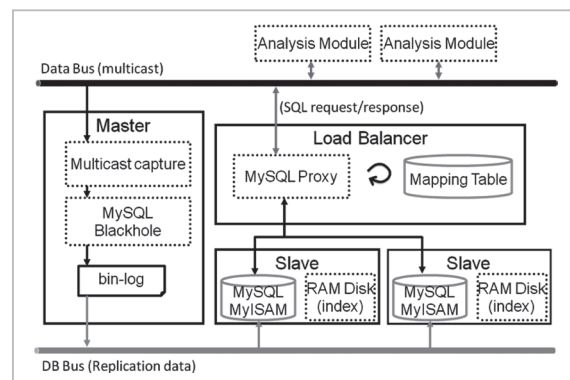 Analysis Module
Analysis Module
Data Bus (multicast)
(SQL request/response)
Master
Multicast capture
MySQL
Blackhole
bin-log
Load Balancer
MySQL Proxy
Mapping Table
Slave
MySQL
MyISAM
RAM Disk
(index)
Slave
MySQL
MyISAM
RAM Disk
(index)
DB Bus (Replication data)